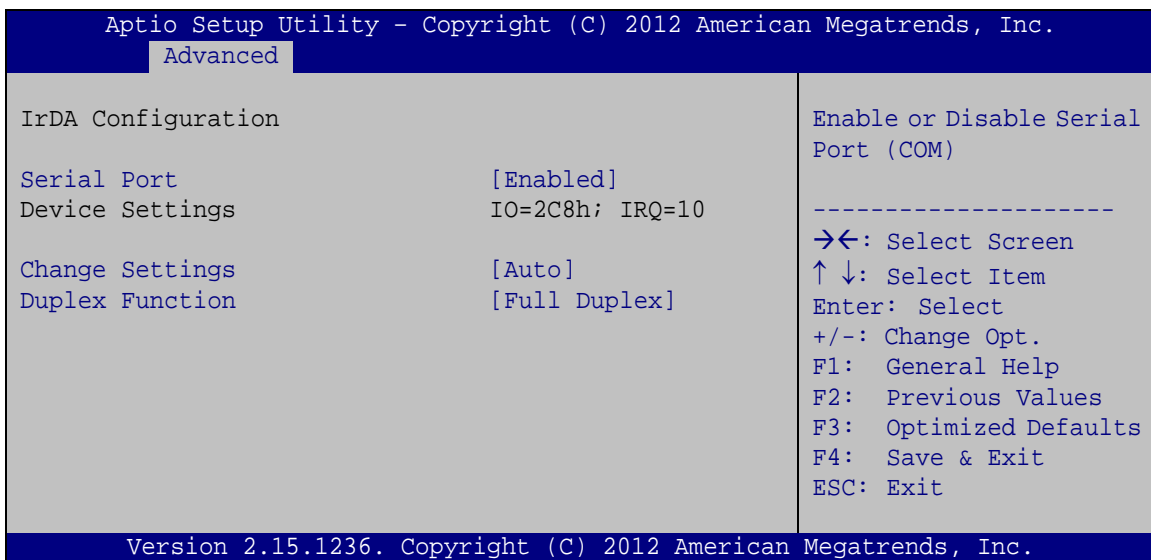 Aptio Setup Utility – Copyright (C) 2012 American Megatrends, Inc.
Advanced
IrDA Configuration
Serial Port [Enabled]
Device Settings IO=2C8h; IRQ=10
Change Settings [Auto]
Duplex Function [Full Duplex]
Enable or Disable Serial
Port (COM)
---------------------
→←: Select Screen
↑ ↓: Select Item
Enter: Select
+/-: Change Opt.
F1: General Help
F2: Previous Values
F3: Optimized Defaults
F4: Save & Exit
ESC: Exit
Version 2.15.1236. Copyright (C) 2012 American Megatrends, Inc.